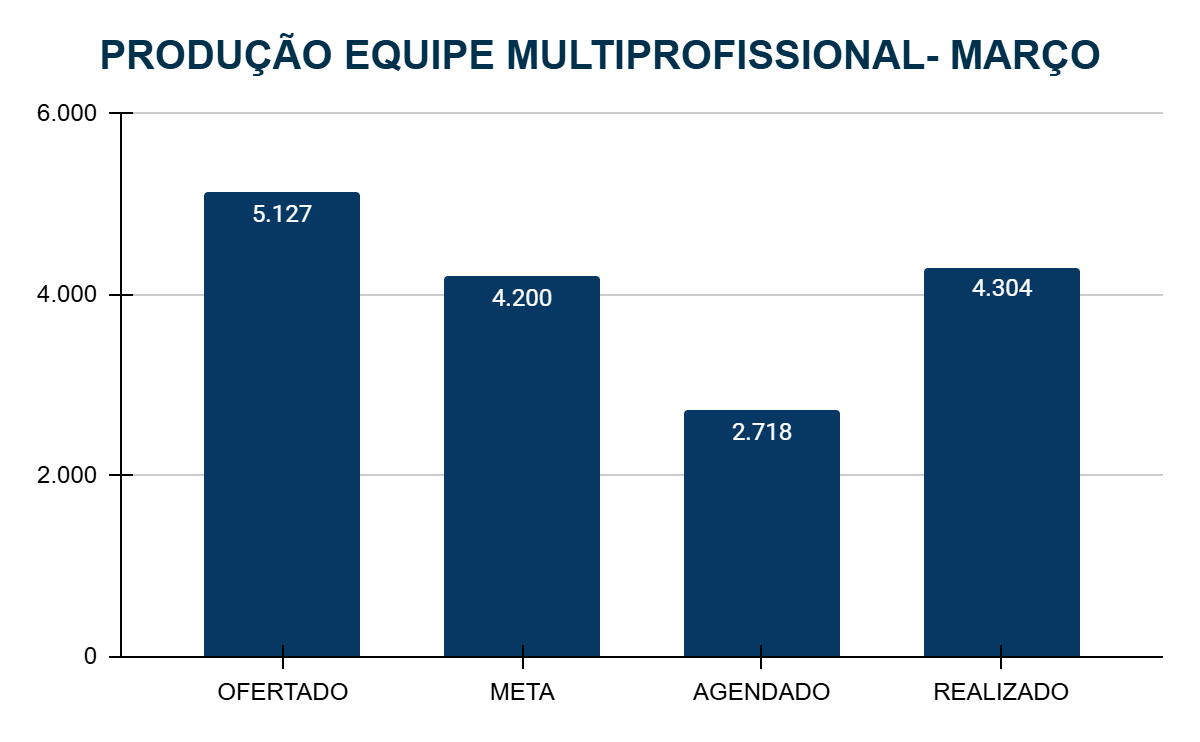 PRODUÇÃO EQUIPE MULTIPROFISSIONAL- MARÇO
6.000
4.000
2.000
0
5.127
4.200
2.718
4.304
OFERTADO
META
AGENDADO
REALIZADO